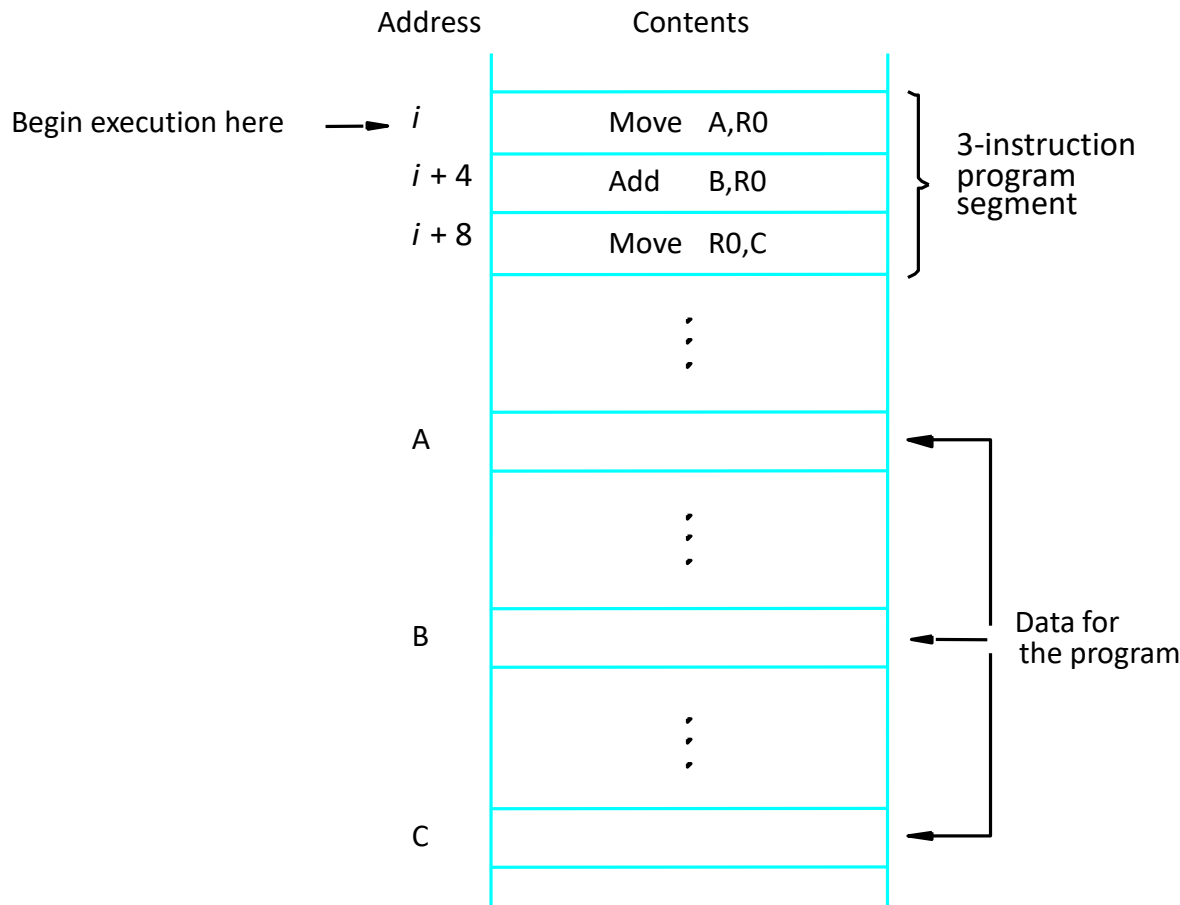 Address Contents
Begin execution here i Move A,R0
i + 4 Add B,R0
i + 8 Move R0,C
3-instruction
program
segment
A
B
C
Data for
the program